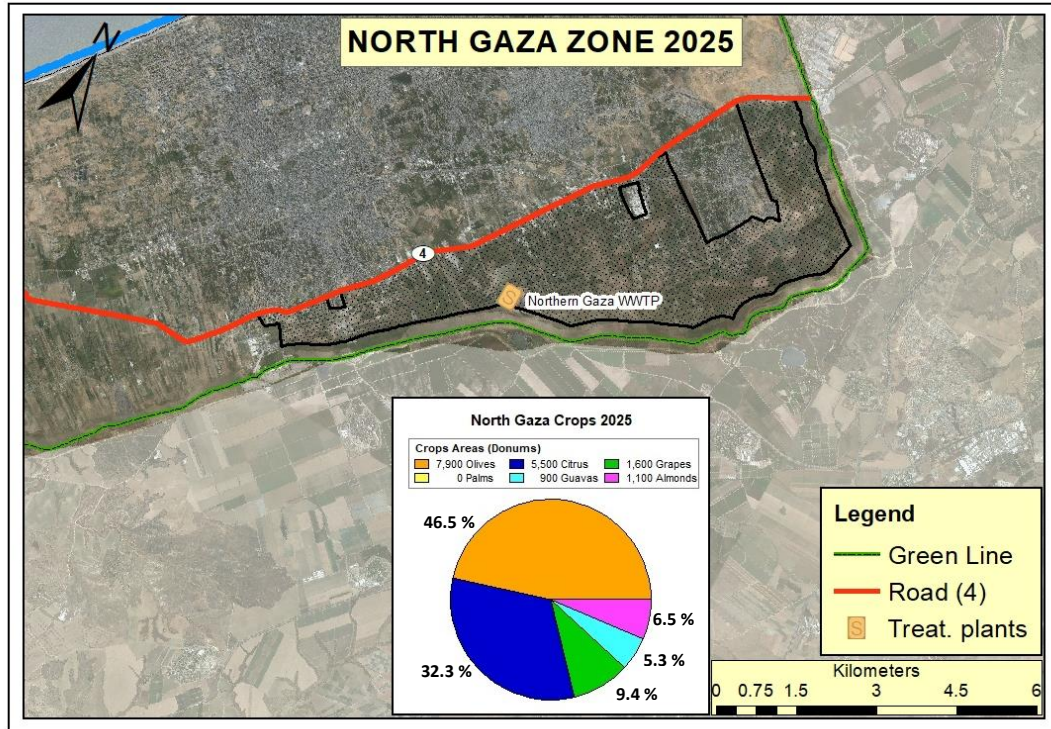 NORTH GAZA ZONE 2025
N
4
S Northern Gaza WWTP
North Gaza Crops 2025
Crops Areas (Donums)
7,900 Olives 5,500 Citrus 1,600 Grapes
0 Palms 900 Guavas 1,100 Almonds
46.5 %
6.5 %
5.3 %
32.3 %
9.4 %
Legend
Green Line
Road (4)
S Treat. plants
Kilometers
0 0.75 1.5 3 4.5 6